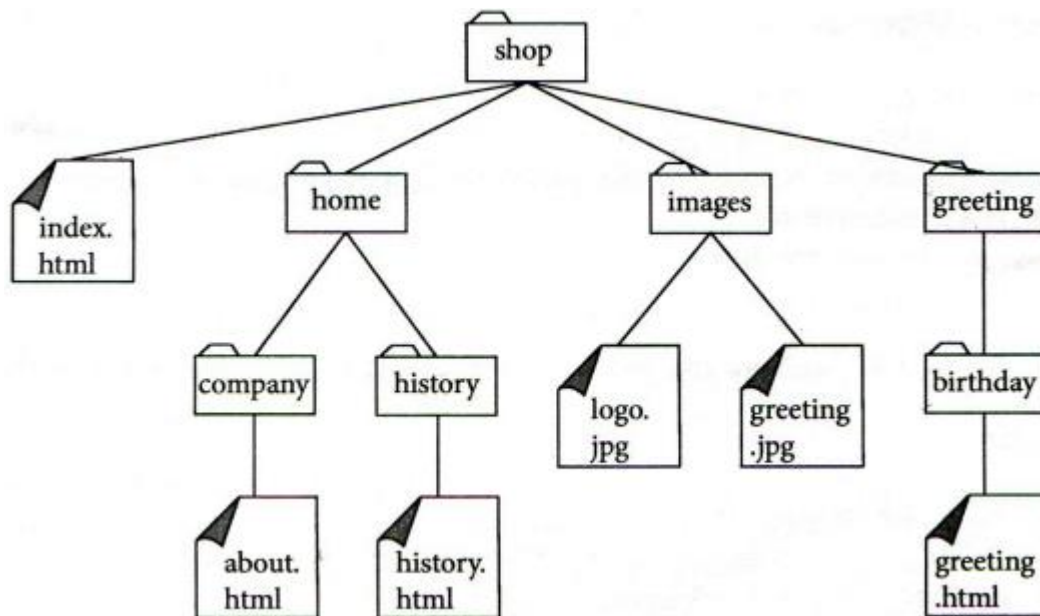 shop
index.
html
home
images
greeting
company
history
logo.
jpg
greeting
.jpg
birthday
about.
html
history.
html
greeting
.html